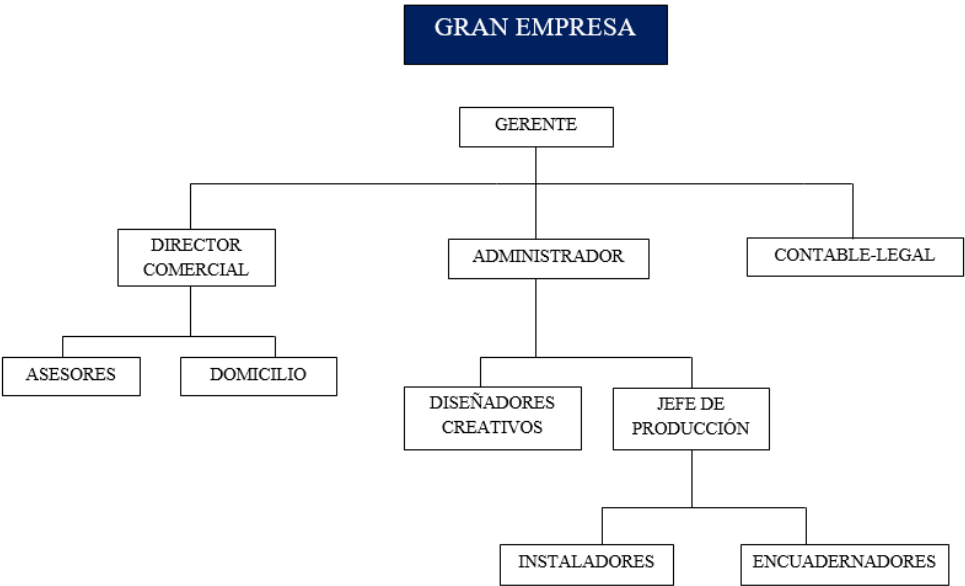 GRAN EMPRESA
GERENTE
DIRECTOR
COMERCIAL
ADMINISTRADOR
CONTABLE-LEGAL
ASESORES
DOMICILIO
DISEÑADORES
CREATIVOS
JEFE DE
PRODUCCIÓN
INSTALADORES
ENCUADERNADORES